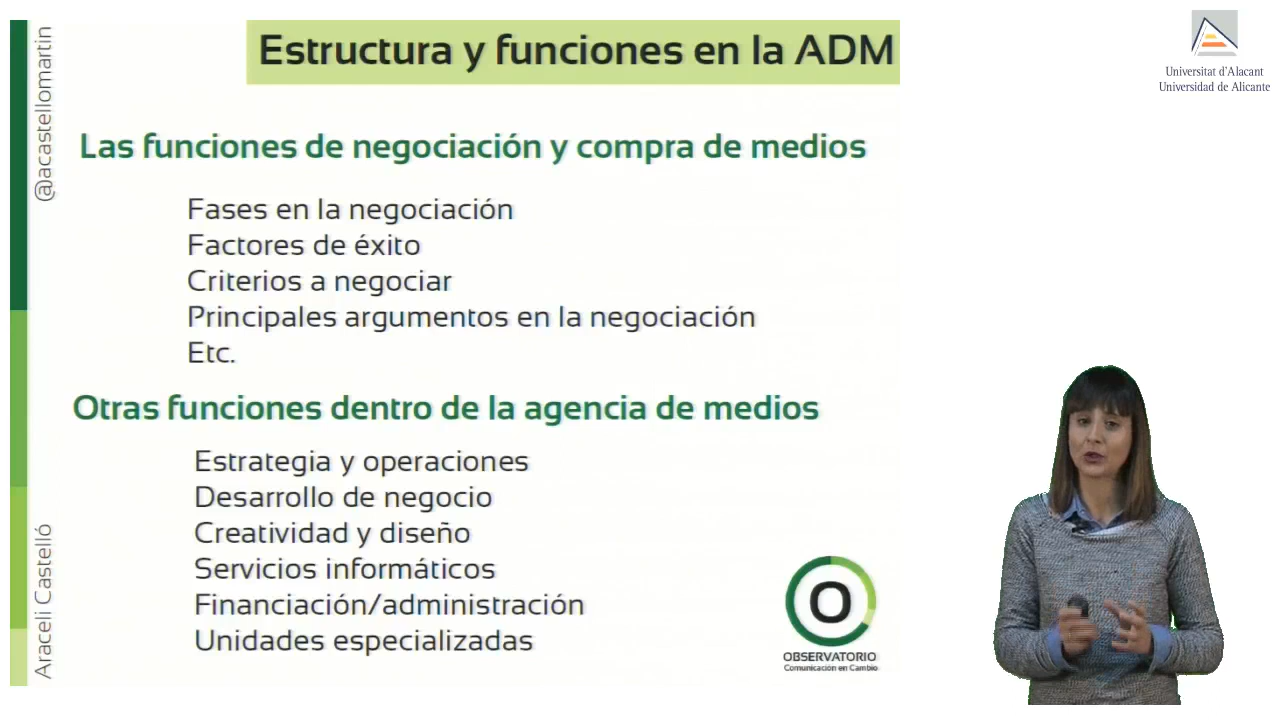 Estructura y funciones en la ADM
@acastellomartin
Las funciones de negociación y compra de medios
Fases en la negociación
Factores de éxito
Criterios a negociar
Principales argumentos en la negociación
Etc.
Otras funciones dentro de la agencia de medios
Estrategia y operaciones
Desarrollo de negocio
Creatividad y diseño
Servicios informáticos
Financiación/administración
Unidades especializadas
Araceli Castelló
O
OBSERVATORIO
Comunicación en Cambio
Universitat d'Alacant
Universidad de Alicante